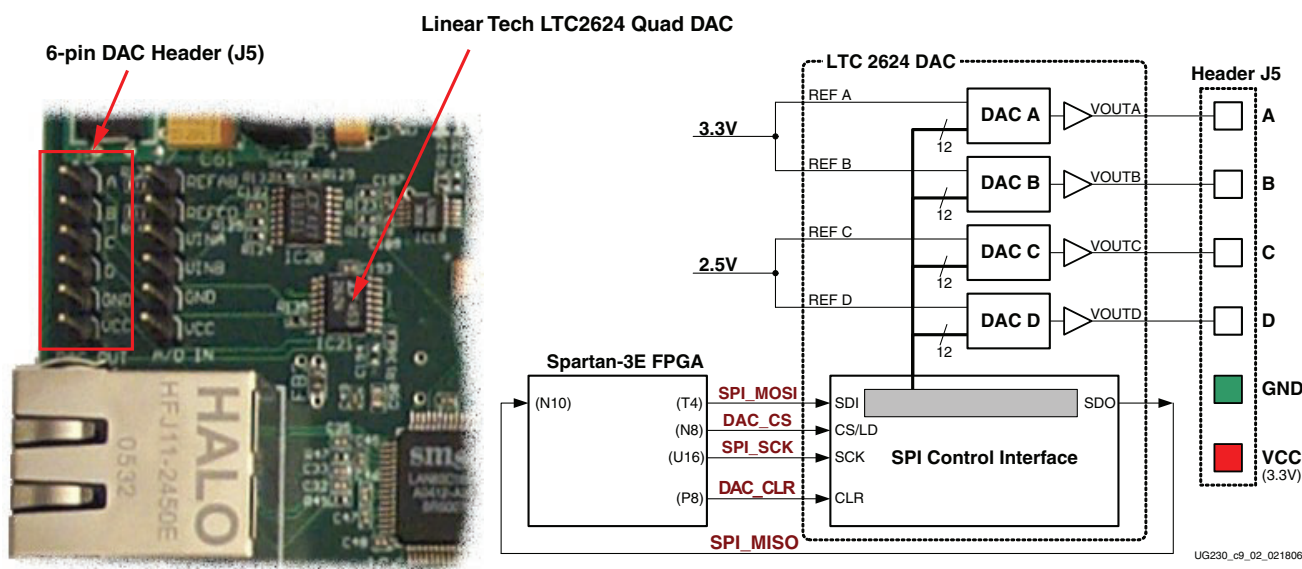 Linear Tech LTC2624 Quad DAC
6-pin DAC Header (J5)
A
B
C
D
GND
VCC
REFAB
REFCD
VINA
VINB
GND
VCC
A/D IN
C61
IC20
IC21
HALO
HFJ11-2450E
0532
LTC 2624 DAC
Header J5
REF A
3.3V
REF B
REF C
2.5V
REF D
12
DAC A
VOUTA
A
12
DAC B
VOUTB
B
12
DAC C
VOUTC
C
12
DAC D
VOUTD
D
GND
VCC
(3.3V)
Spartan-3E FPGA
(N10)
(T4)
SPI_MOSI
SDI
SDO
(N8)
DAC_CS
CS/LD
(U16)
SPI_SCK
SCK
SPI Control Interface
(P8)
DAC_CLR
CLR
SPI_MISO
UG230_c9_02_021806